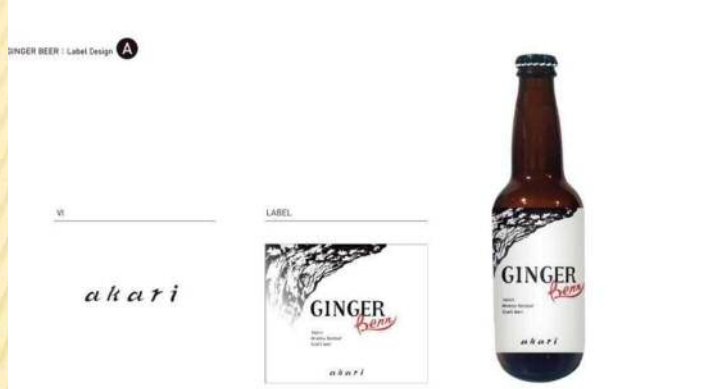 GINGER BEER | Label Design A
VI
akari
LABEL
GINGER
Beer
akari
GINGER
Beer
akari